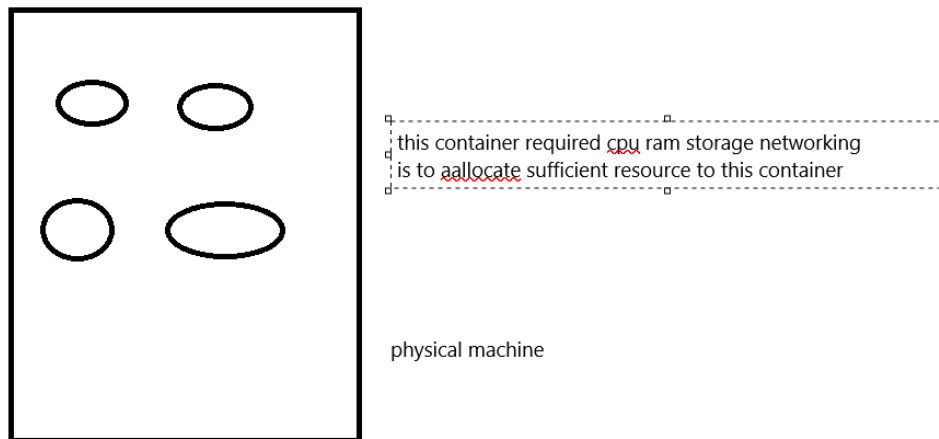 this container required cpu ram storage networking
is to aallocate sufficient resource to this container
physical machine